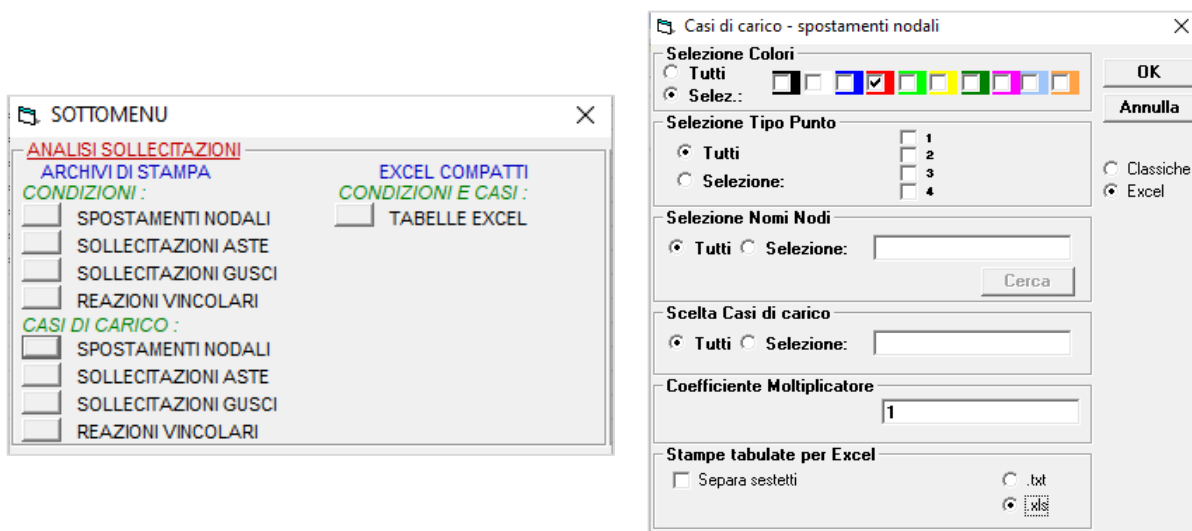 SOTTOMENU
ANALISI SOLLECITAZIONI
ARCHIVI DI STAMPA
CONDIZIONI :
SPOSTAMENTI NODALI
SOLLECITAZIONI ASTE
SOLLECITAZIONI GUSCI
REAZIONI VINCOLARI
CASI DI CARICO :
SPOSTAMENTI NODALI
SOLLECITAZIONI ASTE
SOLLECITAZIONI GUSCI
REAZIONI VINCOLARI
EXCEL COMPATTI
CONDIZIONI E CASI :
TABELLE EXCEL
Casi di carico - spostamenti nodali
Selezione Colori
Tutti
Selez.:
Selezione Tipo Punto
Tutti
Selezione:
1
2
3
4
Selezione Nomi Nodi
Tutti Selezione:
Cerca
Scelta Casi di carico
Tutti Selezione:
Coefficiente Moltiplicatore
1
Stampe tabulate per Excel
Separa sestetti
.txt
.xls
OK
Annulla
Classiche
Excel